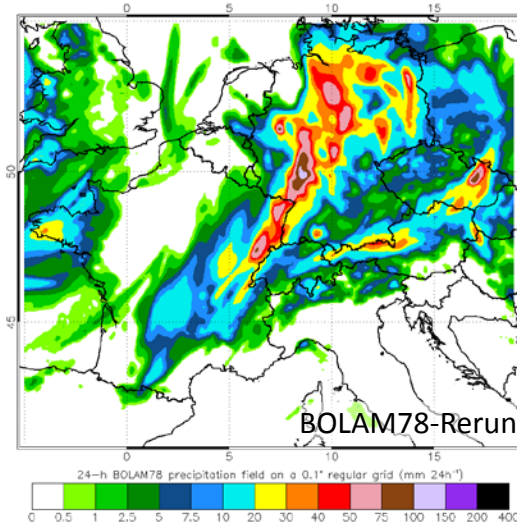 0 5 10 15
50
45
BOLAM78-Rerun
0 5 10 15
24-h BOLAM78 precipitation field on a 0.1° regular grid (mm 24h⁻¹)
0 0.5 1 2.5 5 7.5 10 20 30 40 50 75 100 150 200 400